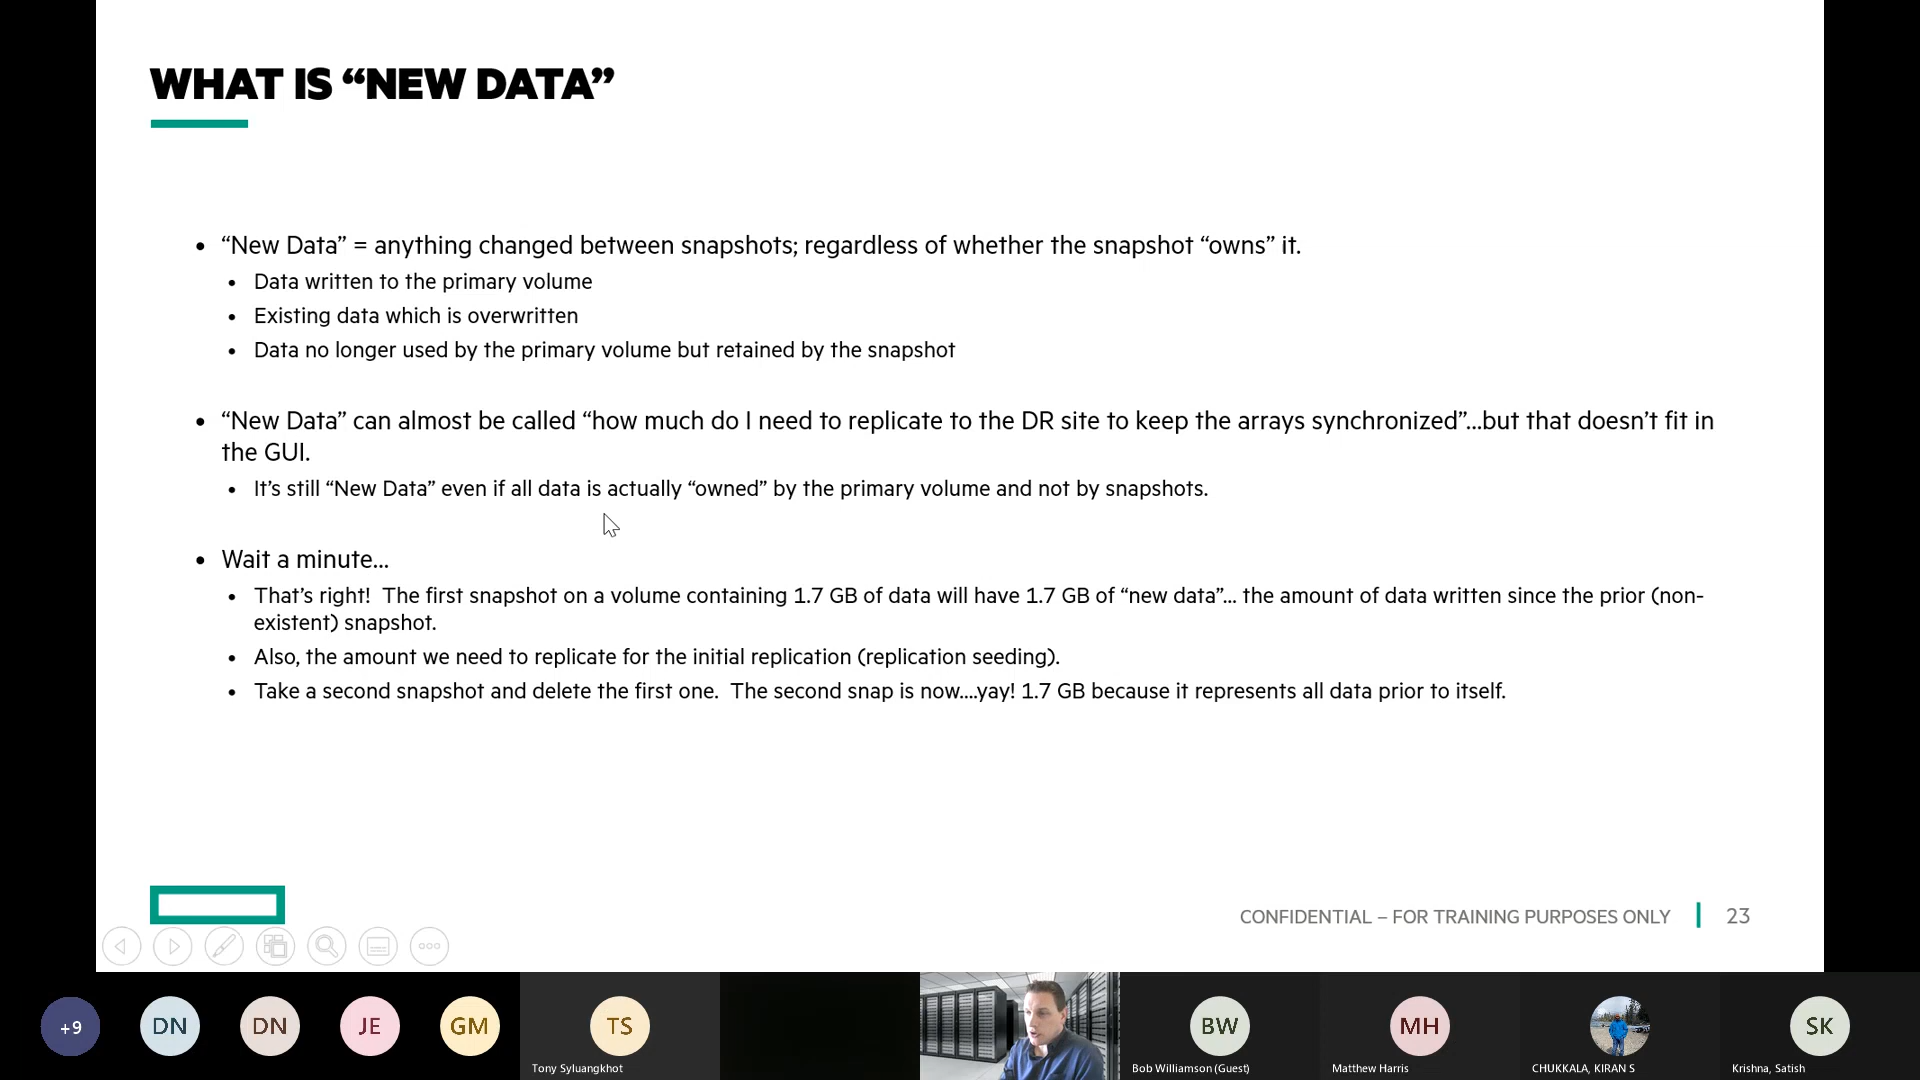 WHAT IS “NEW DATA”
• “New Data” = anything changed between snapshots; regardless of whether the snapshot “owns” it.
• Data written to the primary volume
• Existing data which is overwritten
• Data no longer used by the primary volume but retained by the snapshot
• “New Data” can almost be called “how much do I need to replicate to the DR site to keep the arrays synchronized”...but that doesn’t fit in
the GUI.
• It’s still “New Data” even if all data is actually “owned” by the primary volume and not by snapshots.
• Wait a minute...
• That’s right!  The first snapshot on a volume containing 1.7 GB of data will have 1.7 GB of “new data”... the amount of data written since the prior (non-
existent) snapshot.
• Also, the amount we need to replicate for the initial replication (replication seeding).
• Take a second snapshot and delete the first one.  The second snap is now....yay! 1.7 GB because it represents all data prior to itself.
CONFIDENTIAL – FOR TRAINING PURPOSES ONLY 23
+9 DN DN JE GM TS BW MH SK
Tony Syluangkhot Bob Williamson (Guest) Matthew Harris CHUKKALA, KIRAN S Krishna, Satish